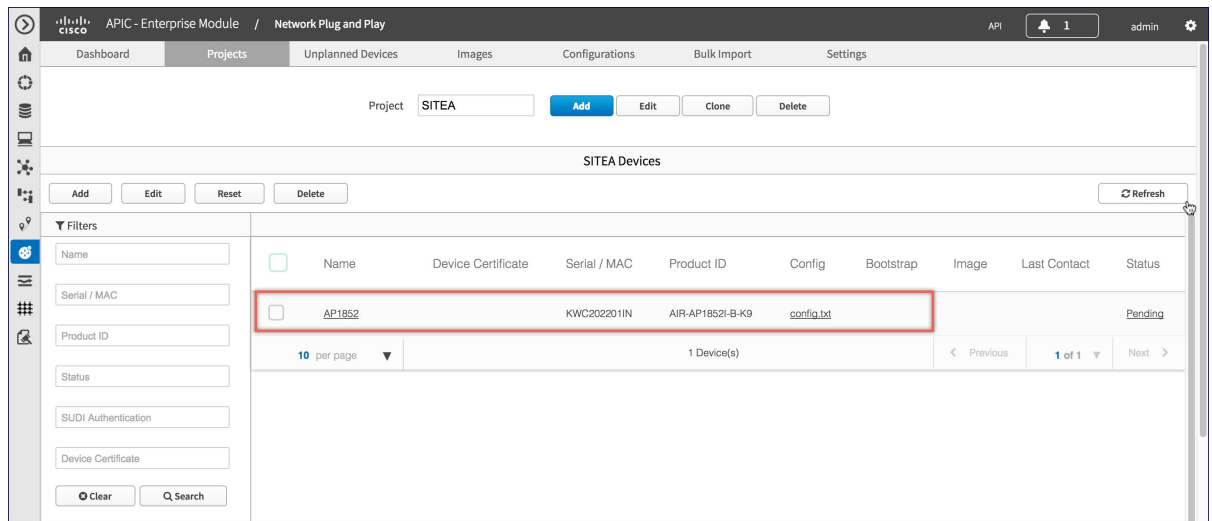 cisco APIC - Enterprise Module / Network Plug and Play API 1 admin
Dashboard Projects Unplanned Devices Images Configurations Bulk Import Settings
Project SITEA Add Edit Clone Delete
SITEA Devices
Add Edit Reset Delete Refresh
Filters
Name
Serial / MAC
Product ID
Status
SUDI Authentication
Device Certificate
Clear Search
Name Device Certificate Serial / MAC Product ID Config Bootstrap Image Last Contact Status
AP1852 KWC202201IN AIR-AP1852I-B-K9 config.txt Pending
10 per page 1 Device(s) Previous 1 of 1 Next